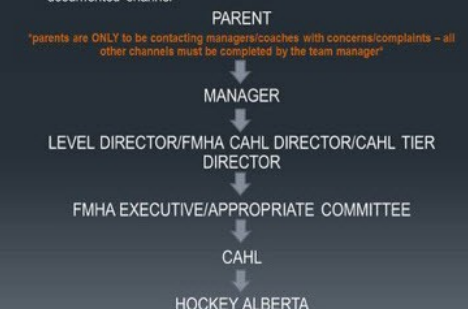 documented channel
PARENT
*parents are ONLY to be contacting managers/coaches with concerns/complaints – all
other channels must be completed by the team manager*
MANAGER
LEVEL DIRECTOR/FMHA CAHL DIRECTOR/CAHL TIER
DIRECTOR
FMHA EXECUTIVE/APPROPRIATE COMMITTEE
CAHL
HOCKEY ALBERTA